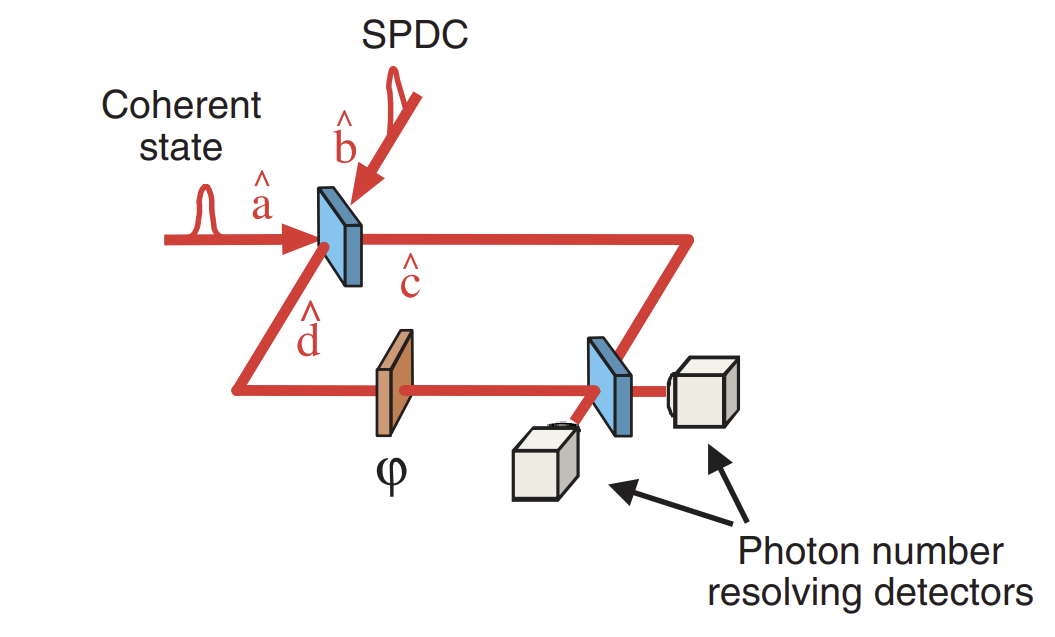 SPDC
Coherent
state
b̂
â
ĉ
d̂
φ
Photon number
resolving detectors